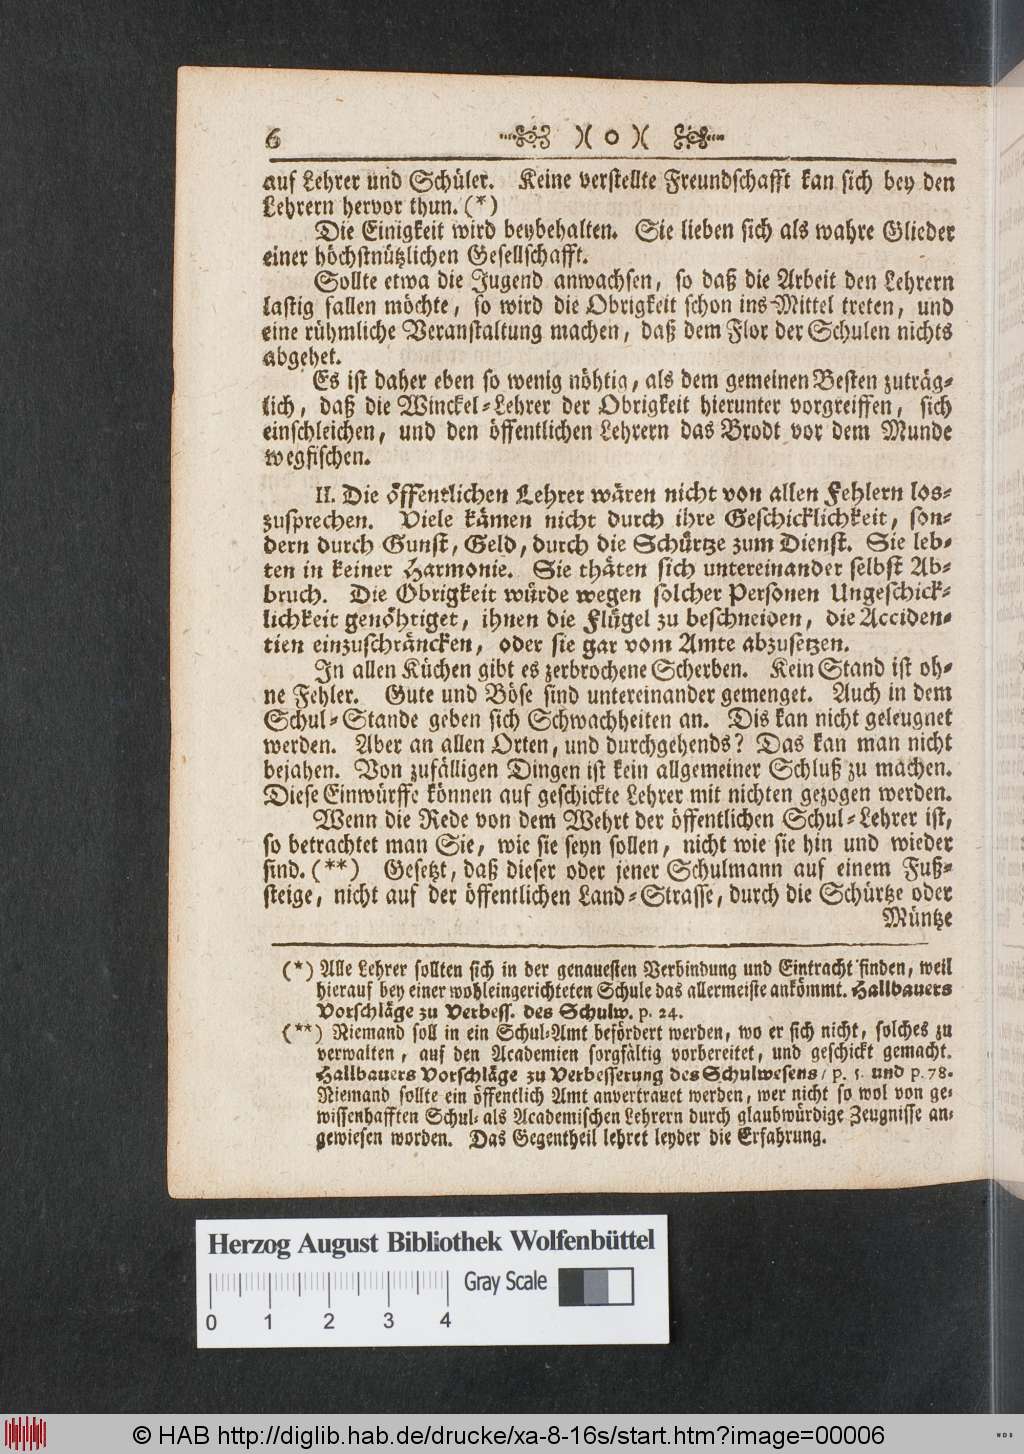 6 )( o )(
auf Lehrer und Schüler. Keine verstellte Freundschafft kan sich bey den
Lehrern hervor thun. (*)
Die Einigkeit wird beybehalten. Sie lieben sich als wahre Glieder
einer höchstnützlichen Gesellschafft.
Sollte etwa die Jugend anwachsen, so daß die Arbeit den Lehrern
lastig fallen möchte, so wird die Obrigkeit schon ins-Mittel treten, und
eine rühmliche Veranstaltung machen, daß dem Flor der Schulen nichts
abgehet.
Es ist daher eben so wenig nöhtig, als dem gemeinen Besten zuträg-
lich, daß die Winckel-Lehrer der Obrigkeit hierunter vorgreiffen, sich
einschleichen, und den öffentlichen Lehrern das Brodt vor dem Munde
wegfischen.
II. Die öffentlichen Lehrer wären nicht von allen Fehlern los-
zusprechen. Viele kämen nicht durch ihre Geschicklichkeit, son-
dern durch Gunst, Geld, durch die Schürtze zum Dienst. Sie leb-
ten in keiner Harmonie. Sie thäten sich untereinander selbst Ab-
bruch. Die Obrigkeit würde wegen solcher Personen Ungeschick-
lichkeit genöhtiget, ihnen die Flügel zu beschneiden, die Acciden-
tien einzuschräncken, oder sie gar vom Amte abzusetzen.
In allen Küchen gibt es zerbrochene Scherben. Kein Stand ist oh-
ne Fehler. Gute und Böse sind untereinander gemenget. Auch in dem
Schul-Stande geben sich Schwachheiten an. Dis kan nicht geleugnet
werden. Aber an allen Orten, und durchgehends? Das kan man nicht
bejahen. Von zufälligen Dingen ist kein allgemeiner Schluß zu machen.
Diese Einwürffe können auf geschickte Lehrer mit nichten gezogen werden.
Wenn die Rede von dem Wehrt der öffentlichen Schul-Lehrer ist,
so betrachtet man Sie, wie sie seyn sollen, nicht wie sie hin und wieder
sind. (**) Gesetzt, daß dieser oder jener Schulmann auf einem Fuß-
steige, nicht auf der öffentlichen Land-Strasse, durch die Schürtze oder
Müntze
(*) Alle Lehrer sollten sich in der genauesten Verbindung und Eintracht finden, weil
hierauf bey einer wohleingerichteten Schule das allermeiste ankömmt. Hallbauers
Vorschläge zu Verbess. des Schulw. p. 24.
(**) Niemand soll in ein Schul-Amt befördert werden, wo er sich nicht, solches zu
verwalten, auf den Academien sorgfältig vorbereitet, und geschickt gemacht.
Hallbauers Vorschläge zu Verbesserung des Schulwesens/ p. 5. und p. 78.
Niemand sollte ein öffentlich Amt anvertrauet werden, wer nicht so wol von ge-
wissenhafften Schul- als Academischen Lehrern durch glaubwürdige Zeugnisse an-
gewiesen worden. Das Gegentheil lehret leyder die Erfahrung.
Herzog August Bibliothek Wolfenbüttel
Gray Scale
0 1 2 3 4
© HAB http://diglib.hab.de/drucke/xa-8-16s/start.htm?image=00006